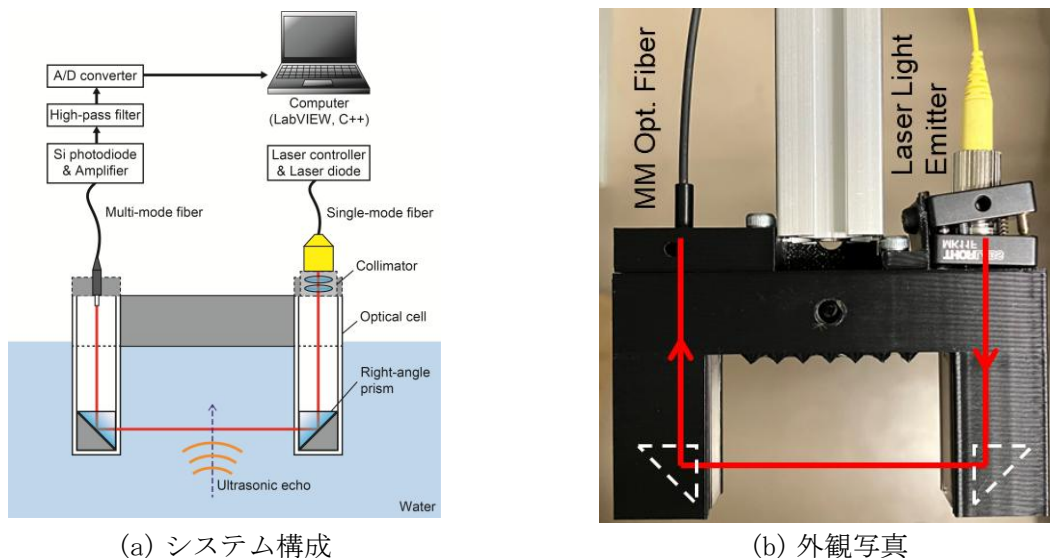 A/D converter
High-pass filter
Si photodiode
& Amplifier
Multi-mode fiber
Computer
(LabVIEW, C++)
Laser controller
& Laser diode
Single-mode fiber
Collimator
Optical cell
Right-angle
prism
Ultrasonic echo
Water
(a) システム構成
MM Opt. Fiber
Laser Light
Emitter
(b) 外観写真